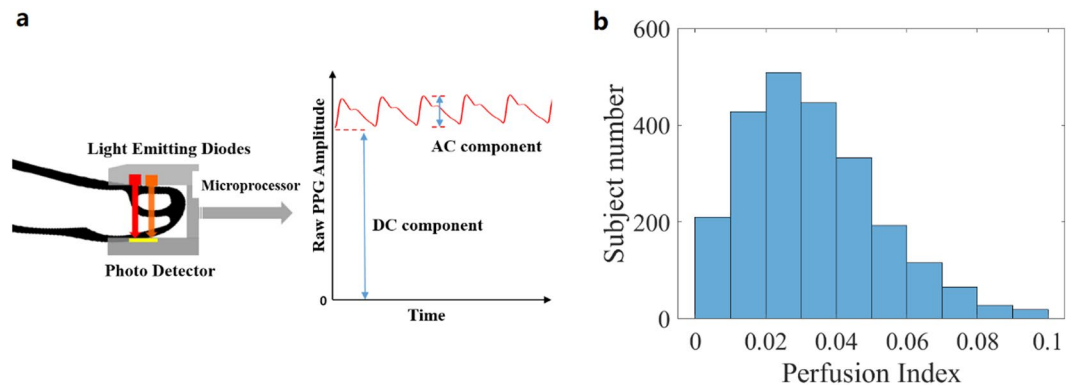 a
Light Emitting Diodes
Microprocessor
Photo Detector
Raw PPG Amplitude
AC component
DC component
0
Time
b
Subject number
600
400
200
0
0 0.02 0.04 0.06 0.08 0.1
Perfusion Index